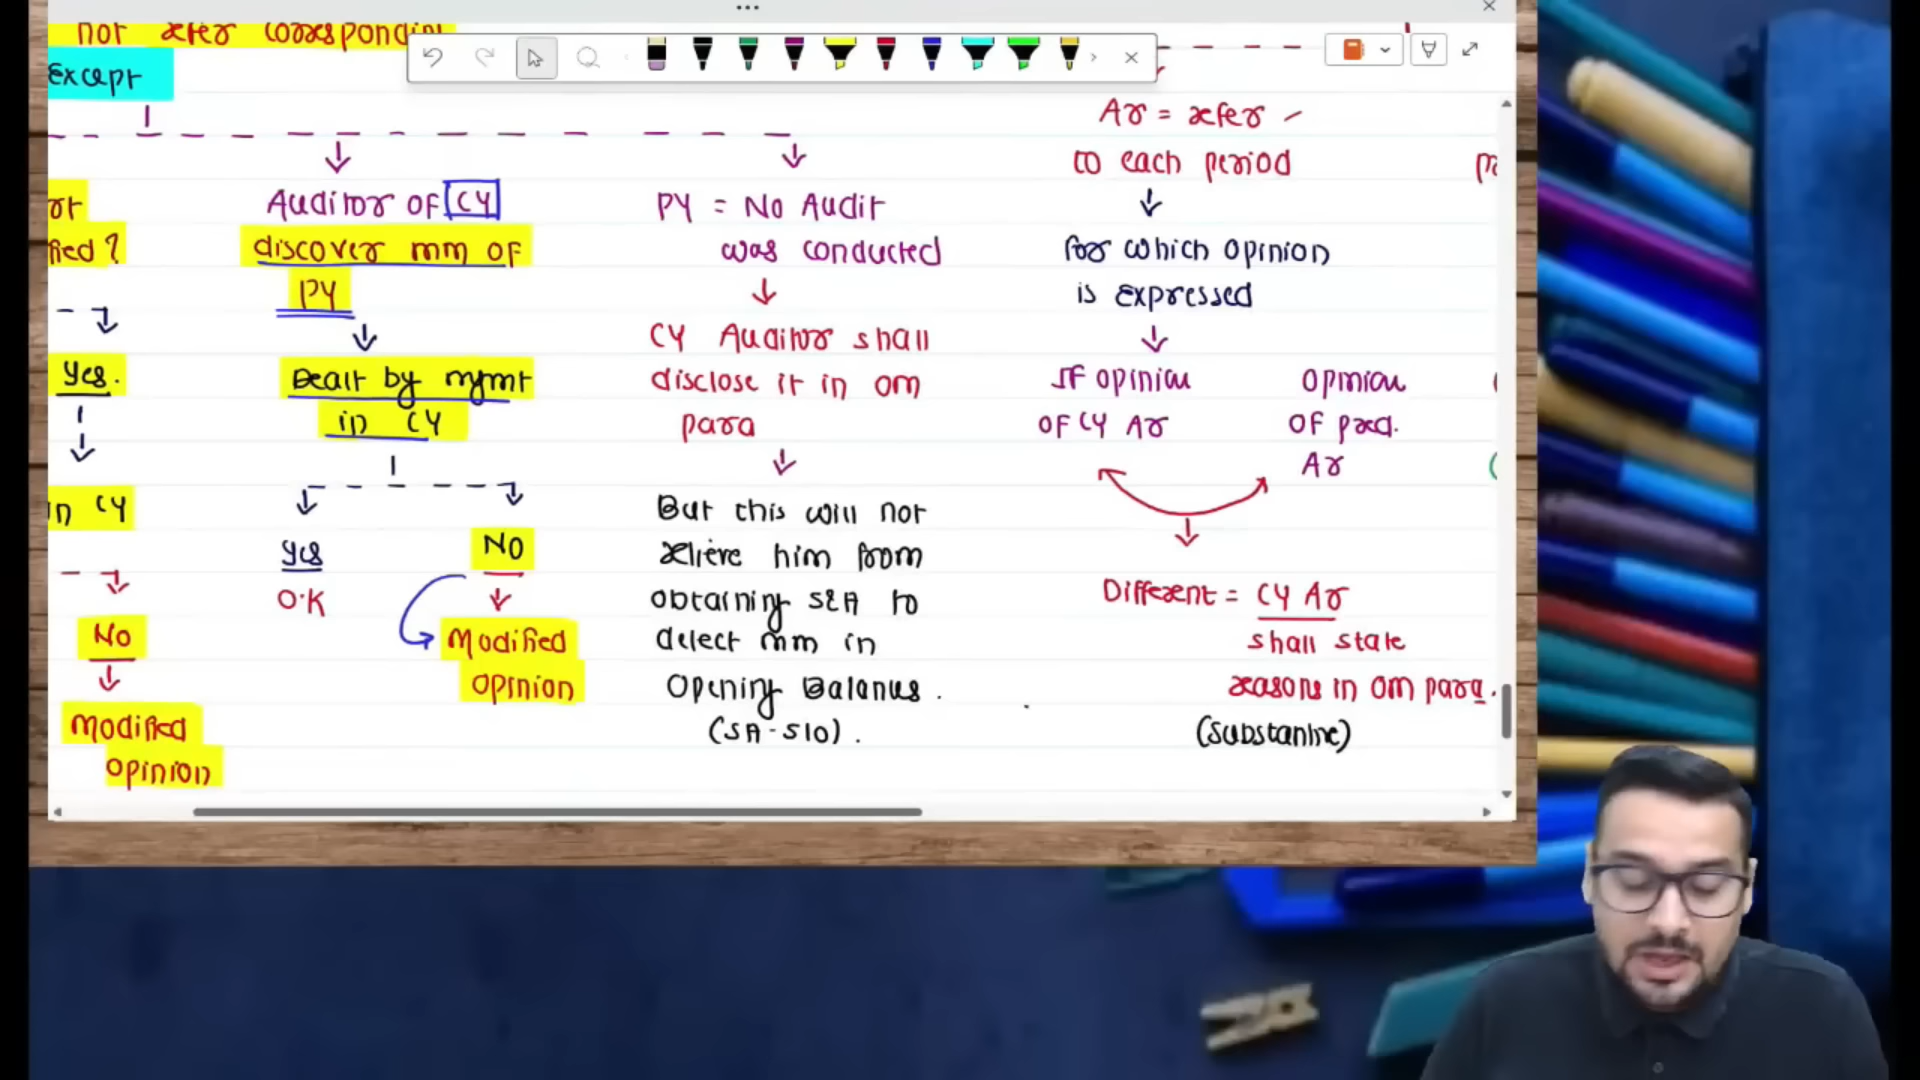 not refer corresponding
Except
Auditor of CY
discover mm of
PY
Dealt by mgmt
in CY
Yes
O.K
NO
Modified
opinion
Yes.
in CY
No
Modified
opinion
PY = No Audit
was conducted
CY Auditor shall
disclose it in om
para
But this will not
relieve him from
obtaining SEA to
detect mm in
Opening Balances.
(SA-510).
Ar = refer
to each period
for which opinion
is expressed
If opinion
of CY Ar
opinion
of pred.
Ar
Different = CY Ar
shall state
reasons in om para.
(Substantive)